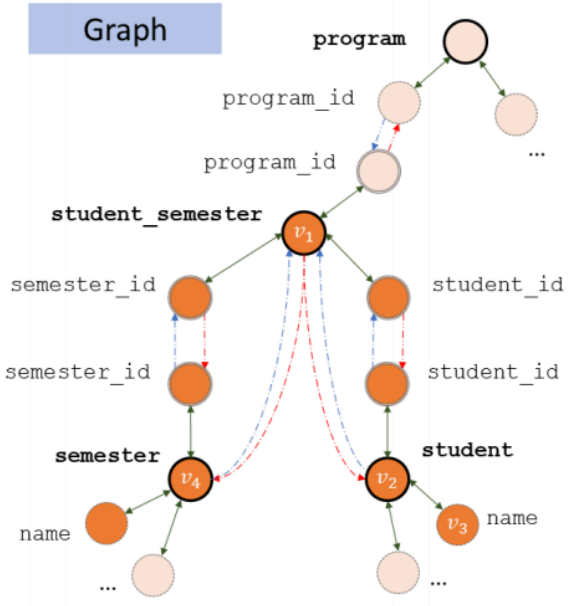 Graph
program
program_id
...
program_id
student_semester
v₁
semester_id
student_id
semester_id
student_id
semester
student
v₄
v₂
name
v₃
name
...
...